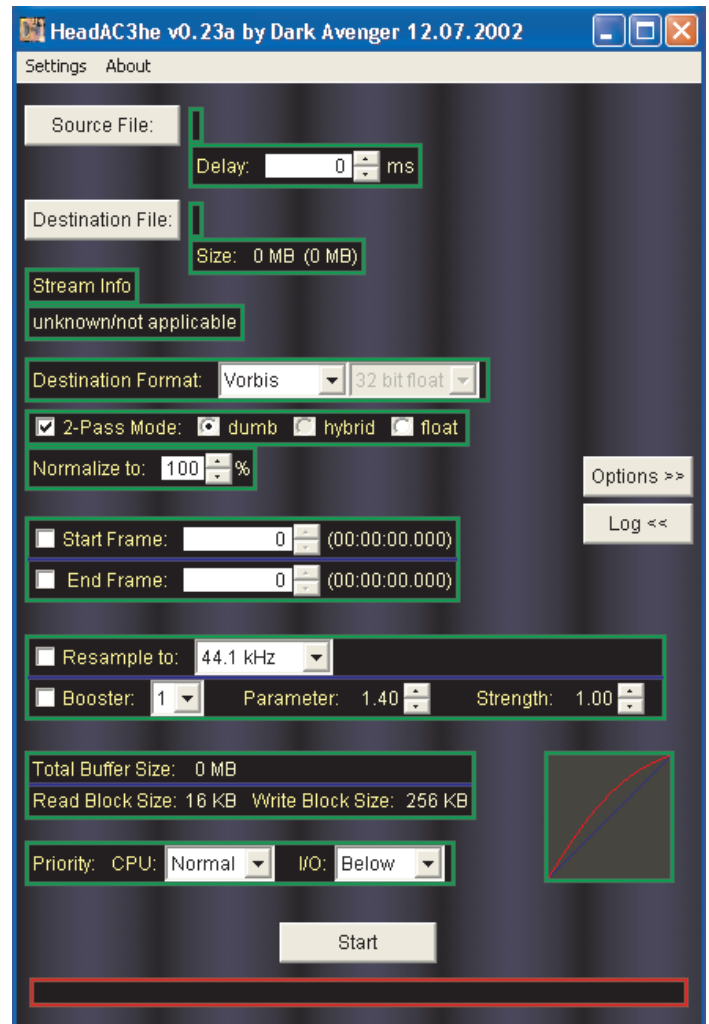 HeadAC3he v0.23a by Dark Avenger 12.07.2002
Settings About
Source File:
Delay: 0 ms
Destination File:
Size: 0 MB (0 MB)
Stream Info
unknown/not applicable
Destination Format: Vorbis 32 bit float
2-Pass Mode: dumb hybrid float
Normalize to: 100 %
Options >>
Log <<
Start Frame: 0 (00:00:00.000)
End Frame: 0 (00:00:00.000)
Resample to: 44.1 kHz
Booster: 1 Parameter: 1.40 Strength: 1.00
Total Buffer Size: 0 MB
Read Block Size: 16 KB Write Block Size: 256 KB
Priority: CPU: Normal I/O: Below
Start